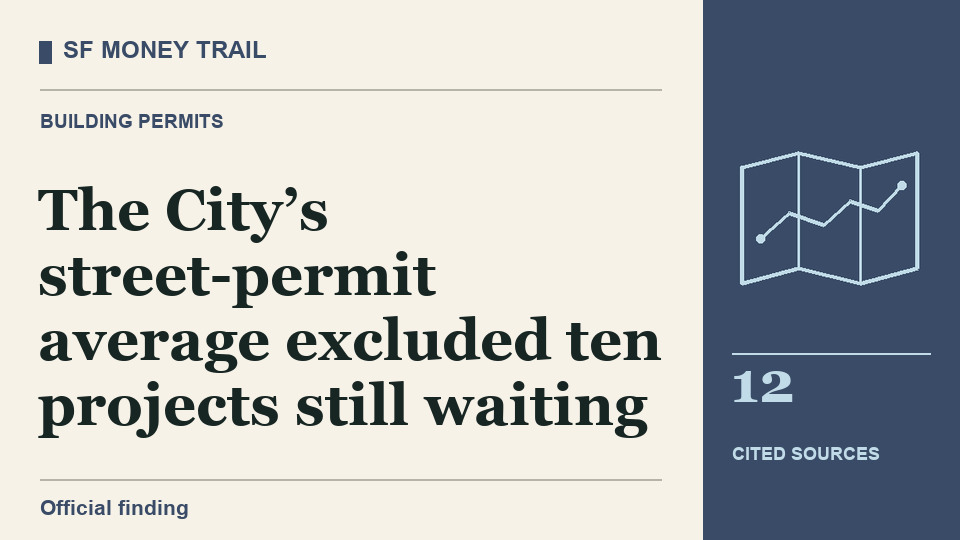 SF MONEY TRAIL
BUILDING PERMITS
The City’s
street-permit
average excluded ten
projects still waiting
Official finding
12
CITED SOURCES